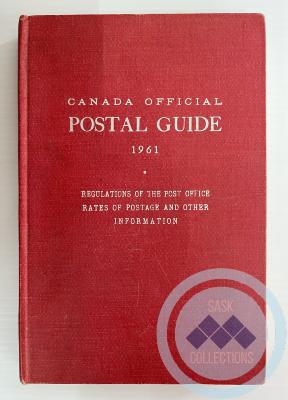 CANADA OFFICIAL
POSTAL GUIDE
1961
REGULATIONS OF THE POST OFFICE
RATES OF POSTAGE AND OTHER
INFORMATION
SASK
COLLECTIONS